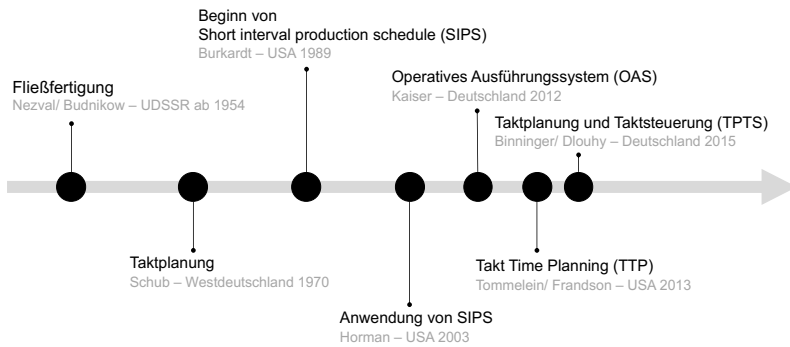 Beginn von
Short interval production schedule (SIPS)
Burkardt – USA 1989
Fließfertigung
Nezval/ Budnikow – UDSSR ab 1954
Operatives Ausführungssystem (OAS)
Kaiser – Deutschland 2012
Taktplanung und Taktsteuerung (TPTS)
Binninger/ Dlouhy – Deutschland 2015
Taktplanung
Schub – Westdeutschland 1970
Takt Time Planning (TTP)
Tommelein/ Frandson – USA 2013
Anwendung von SIPS
Horman – USA 2003